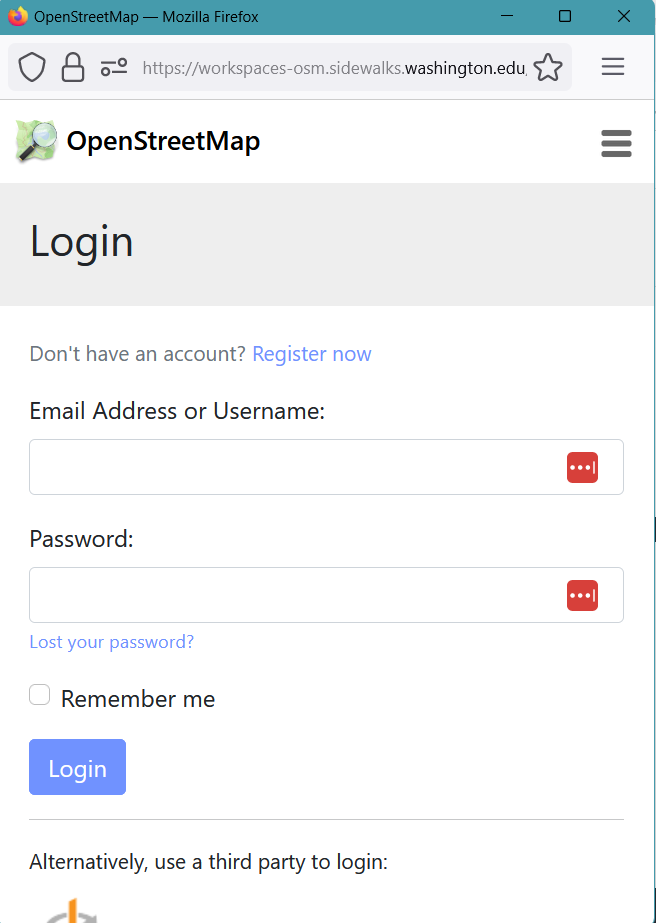 OpenStreetMap — Mozilla Firefox
https://workspaces-osm.sidewalks.washington.edu
OpenStreetMap
Login
Don't have an account? Register now
Email Address or Username:
Password:
Lost your password?
Remember me
Login
Alternatively, use a third party to login: